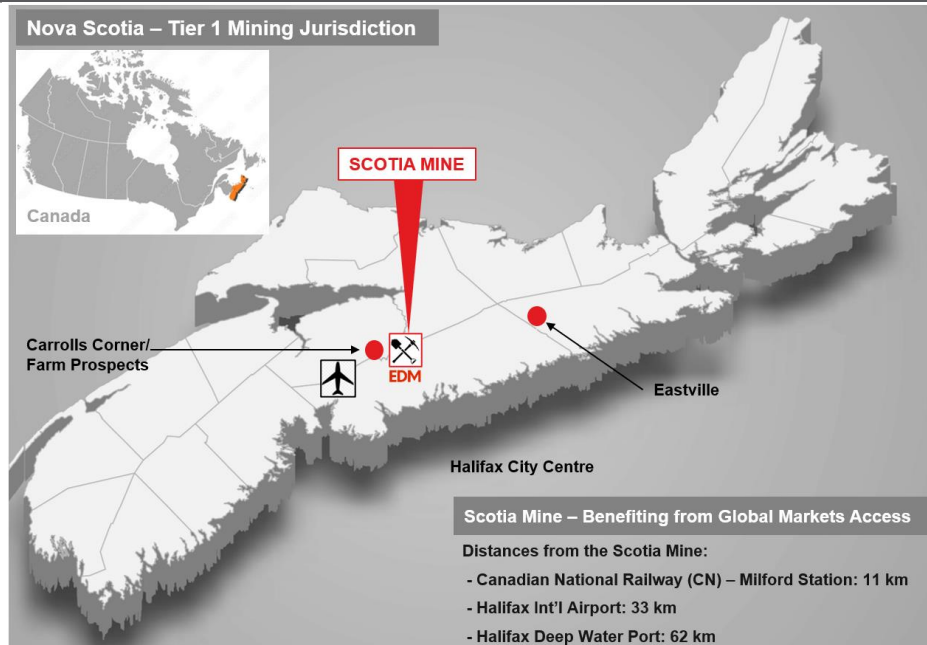 Nova Scotia – Tier 1 Mining Jurisdiction
Canada
SCOTIA MINE
Carrolls Corner/
Farm Prospects
EDM
Eastville
Halifax City Centre
Scotia Mine – Benefiting from Global Markets Access
Distances from the Scotia Mine:
- Canadian National Railway (CN) – Milford Station: 11 km
- Halifax Int'l Airport: 33 km
- Halifax Deep Water Port: 62 km